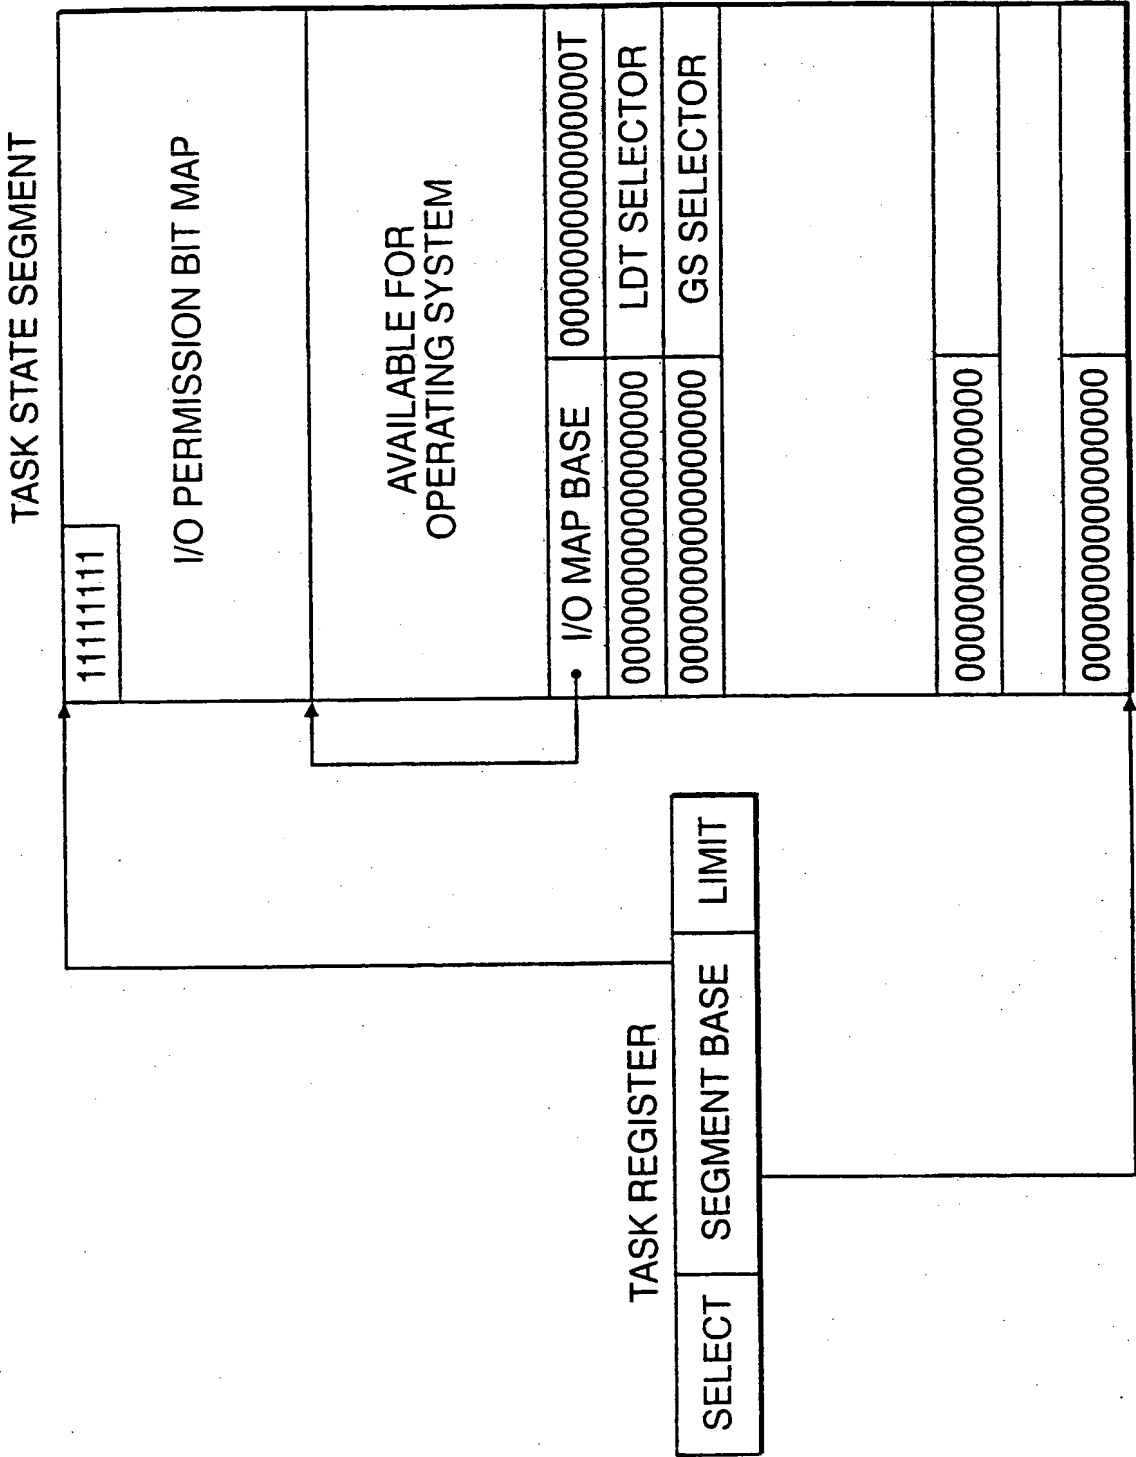 TASK STATE SEGMENT
11111111
I/O PERMISSION BIT MAP
AVAILABLE FOR
OPERATING SYSTEM
I/O MAP BASE 000000000000000T
0000000000000000 LDT SELECTOR
0000000000000000 GS SELECTOR
0000000000000000
0000000000000000
TASK REGISTER
SELECT SEGMENT BASE LIMIT